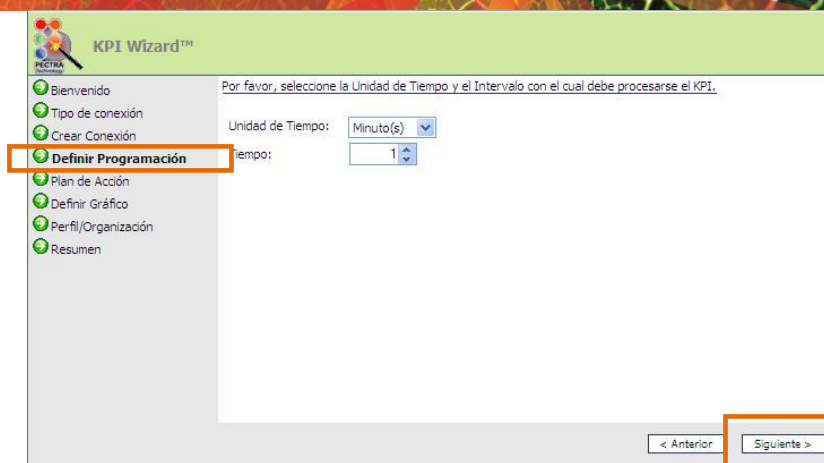 KPI Wizard™
PECTRA
Technology
Bienvenido
Tipo de conexión
Crear Conexión
Definir Programación
Plan de Acción
Definir Gráfico
Perfil/Organización
Resumen
Por favor, seleccione la Unidad de Tiempo y el Intervalo con el cual debe procesarse el KPI.
Unidad de Tiempo: Minuto(s)
iempo: 1
< Anterior Siguiente >